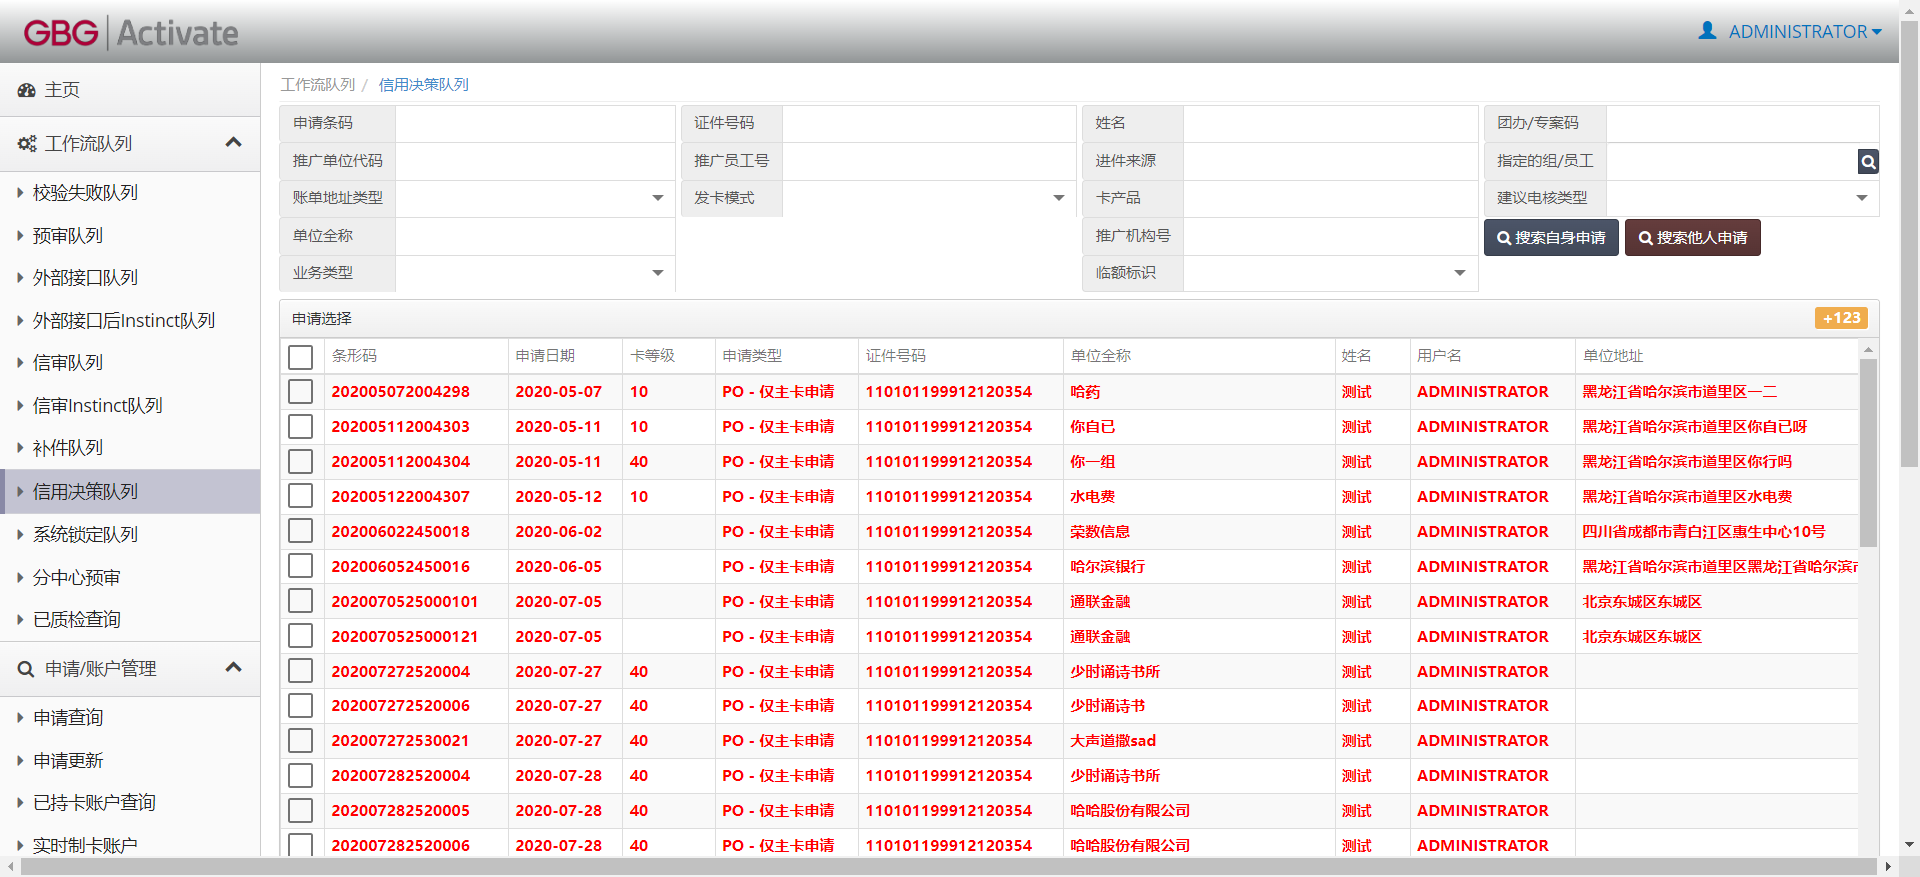 GBG Activate
ADMINISTRATOR
主页
工作流队列
校验失败队列
预审队列
外部接口队列
外部接口后Instinct队列
信审队列
信审Instinct队列
补件队列
信用决策队列
系统锁定队列
分中心预审
已质检查询
申请/账户管理
申请查询
申请更新
已持卡账户查询
实时制卡账户
工作流队列 / 信用决策队列
申请条码 证件号码 姓名 团办/专案码
推广单位代码 推广员工号 进件来源 指定的组/员工
账单地址类型 发卡模式 卡产品 建议电核类型
单位全称 推广机构号 搜索自身申请 搜索他人申请
业务类型 临额标识
申请选择 +123
条形码 申请日期 卡等级 申请类型 证件号码 单位全称 姓名 用户名 单位地址
202005072004298 2020-05-07 10 PO - 仅主卡申请 110101199912120354 哈药 测试 ADMINISTRATOR 黑龙江省哈尔滨市道里区一二
202005112004303 2020-05-11 10 PO - 仅主卡申请 110101199912120354 你自已 测试 ADMINISTRATOR 黑龙江省哈尔滨市道里区你自已呀
202005112004304 2020-05-11 40 PO - 仅主卡申请 110101199912120354 你一组 测试 ADMINISTRATOR 黑龙江省哈尔滨市道里区你行吗
202005122004307 2020-05-12 10 PO - 仅主卡申请 110101199912120354 水电费 测试 ADMINISTRATOR 黑龙江省哈尔滨市道里区水电费
202006022450018 2020-06-02 PO - 仅主卡申请 110101199912120354 荣数信息 测试 ADMINISTRATOR 四川省成都市青白江区惠生中心10号
202006052450016 2020-06-05 PO - 仅主卡申请 110101199912120354 哈尔滨银行 测试 ADMINISTRATOR 黑龙江省哈尔滨市道里区黑龙江省哈尔滨市
2020070525000101 2020-07-05 PO - 仅主卡申请 110101199912120354 通联金融 测试 ADMINISTRATOR 北京东城区东城区
2020070525000121 2020-07-05 PO - 仅主卡申请 110101199912120354 通联金融 测试 ADMINISTRATOR 北京东城区东城区
202007272520004 2020-07-27 40 PO - 仅主卡申请 110101199912120354 少时诵诗书所 测试 ADMINISTRATOR
202007272520006 2020-07-27 40 PO - 仅主卡申请 110101199912120354 少时诵诗书 测试 ADMINISTRATOR
202007272530021 2020-07-27 40 PO - 仅主卡申请 110101199912120354 大声道撒sad 测试 ADMINISTRATOR
202007282520004 2020-07-28 40 PO - 仅主卡申请 110101199912120354 少时诵诗书所 测试 ADMINISTRATOR
202007282520005 2020-07-28 40 PO - 仅主卡申请 110101199912120354 哈哈股份有限公司 测试 ADMINISTRATOR
202007282520006 2020-07-28 40 PO - 仅主卡申请 110101199912120354 哈哈股份有限公司 测试 ADMINISTRATOR